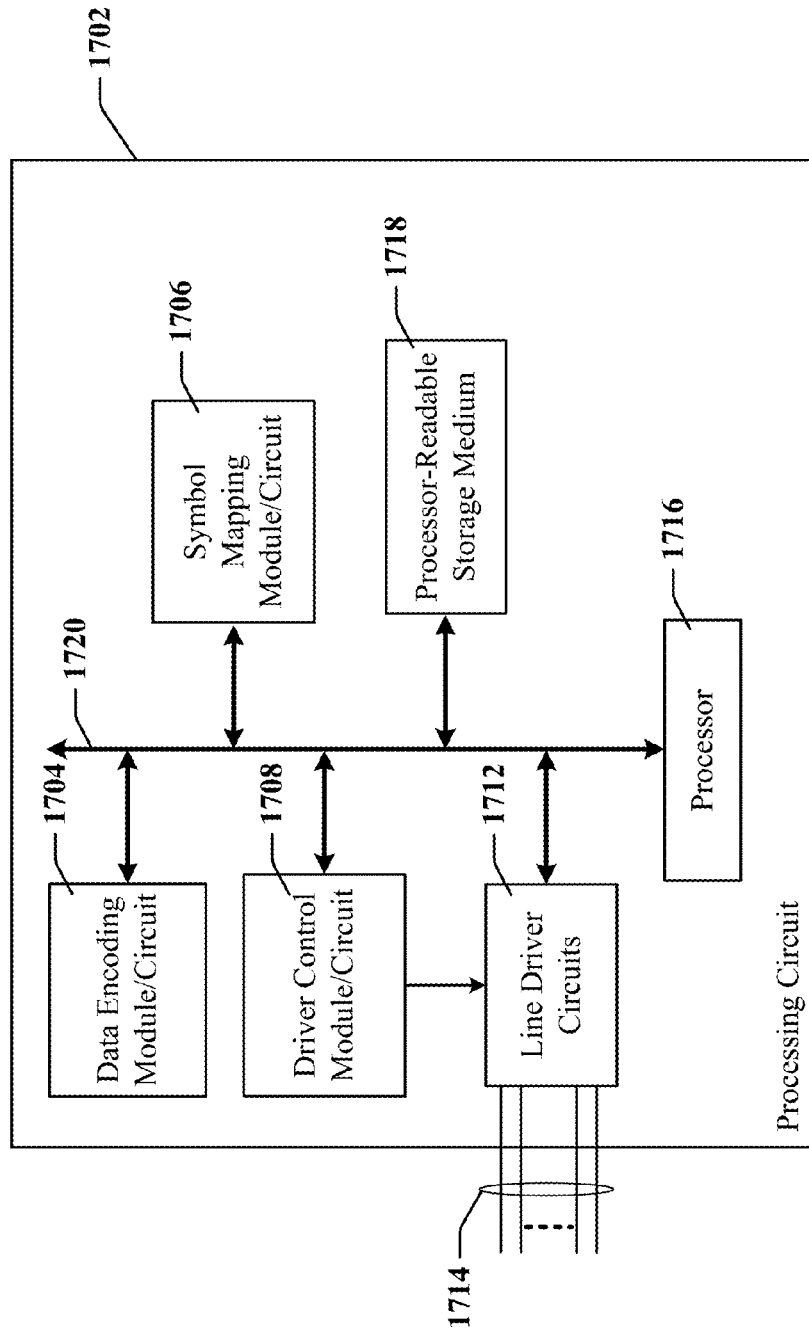 1702
1704
Data Encoding
Module/Circuit
1720
1706
Symbol
Mapping
Module/Circuit
1708
Driver Control
Module/Circuit
1718
Processor-Readable
Storage Medium
1712
Line Driver
Circuits
1714
1716
Processor
Processing Circuit